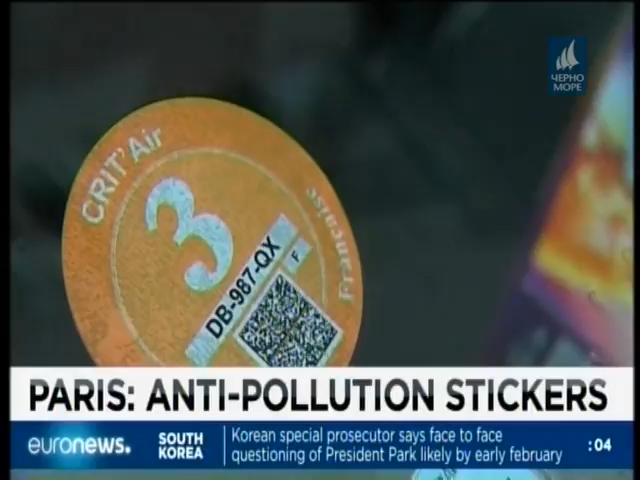 ЧЕРНО
МОРЕ
CRIT'Air
3
Française
DB-987-QX
F
PARIS: ANTI-POLLUTION STICKERS
euronews.
SOUTH
KOREA
Korean special prosecutor says face to face
questioning of President Park likely by early february
:04